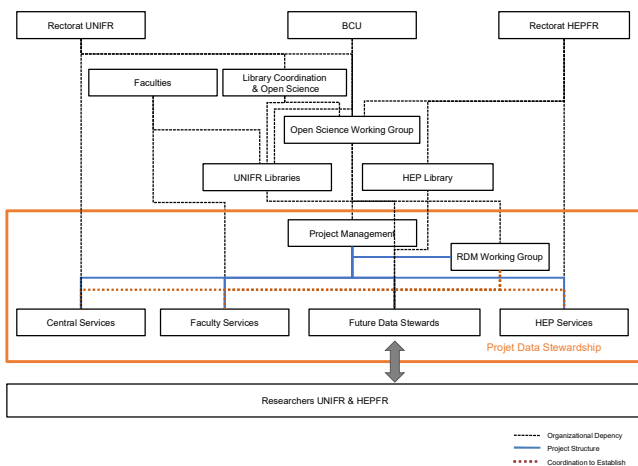 Rectorat UNIFR
BCU
Rectorat HEPFR
Faculties
Library Coordination
& Open Science
Open Science Working Group
UNIFR Libraries
HEP Library
Project Management
RDM Working Group
Central Services
Faculty Services
Future Data Stewards
HEP Services
Projet Data Stewardship
Researchers UNIFR & HEPFR
Organizational Depency
Project Structure
Coordination to Establish